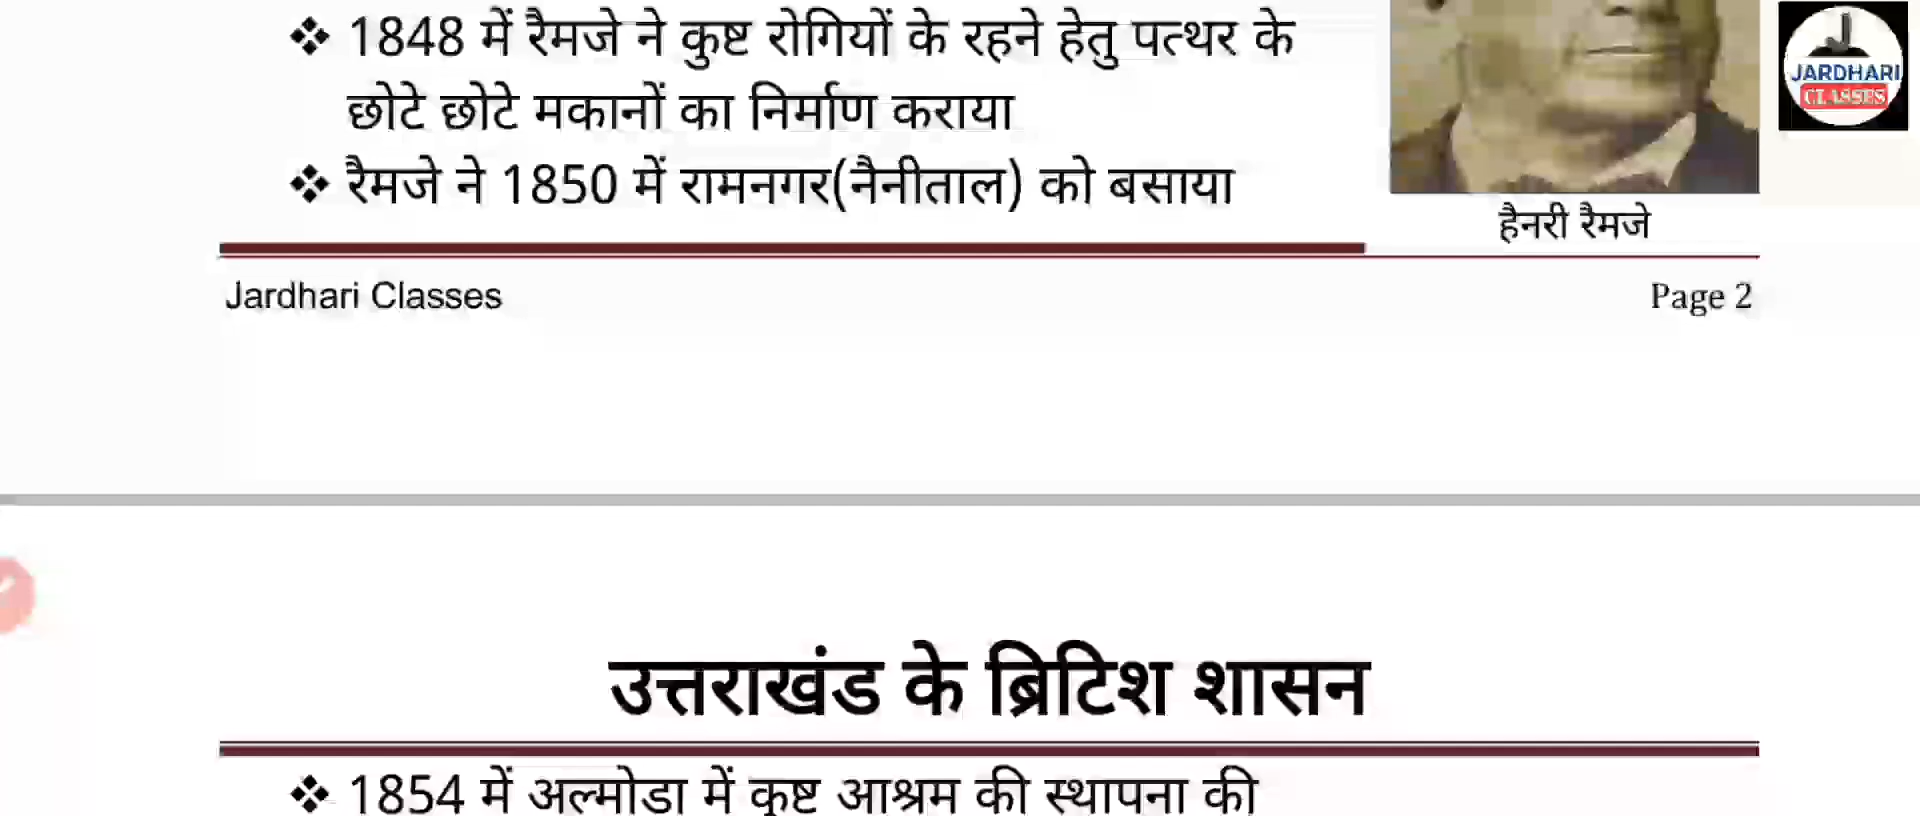 ❖ 1848 में रैमजे ने कुष्ट रोगियों के रहने हेतु पत्थर के
छोटे छोटे मकानों का निर्माण कराया
❖ रैमजे ने 1850 में रामनगर(नैनीताल) को बसाया
हैनरी रैमजे
J
JARDHARI
CLASSES
Jardhari Classes
Page 2
उत्तराखंड के ब्रिटिश शासन
❖ 1854 में अल्मोडा में कुष्ट आश्रम की स्थापना की